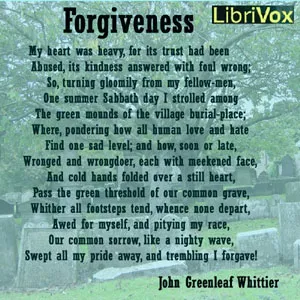 Forgiveness
LibriVox
My heart was heavy, for its trust had been
Abused, its kindness answered with foul wrong;
So, turning gloomily from my fellow-men,
One summer Sabbath day I strolled among
The green mounds of the village burial-place;
Where, pondering how all human love and hate
Find one sad level; and how, soon or late,
Wronged and wrongdoer, each with meekened face,
And cold hands folded over a still heart,
Pass the green threshold of our common grave,
Whither all footsteps tend, whence none depart,
Awed for myself, and pitying my race,
Our common sorrow, like a nighty wave,
Swept all my pride away, and trembling I forgave!
John Greenleaf Whittier